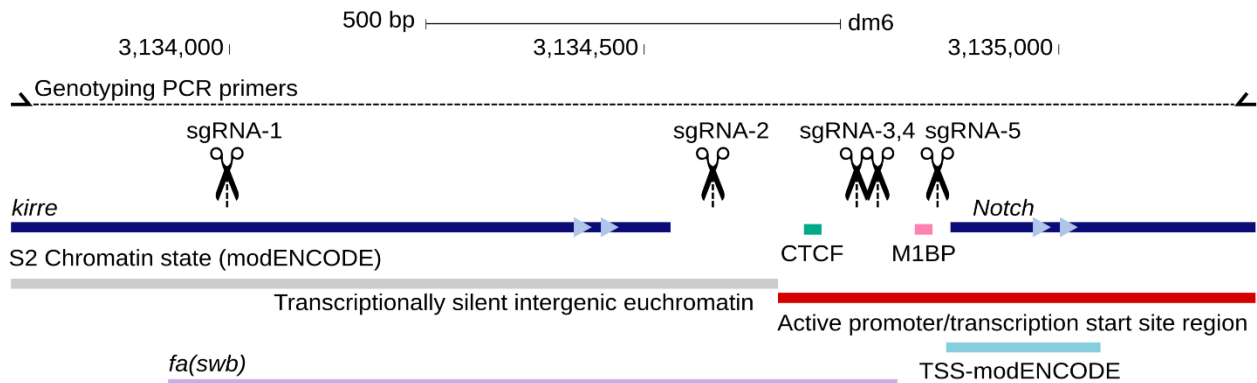 500 bp dm6
3,134,000 3,134,500 3,135,000
Genotyping PCR primers
sgRNA-1 sgRNA-2 sgRNA-3,4 sgRNA-5
kirre Notch
CTCF M1BP
S2 Chromatin state (modENCODE)
Transcriptionally silent intergenic euchromatin
Active promoter/transcription start site region
TSS-modENCODE
fa(swb)